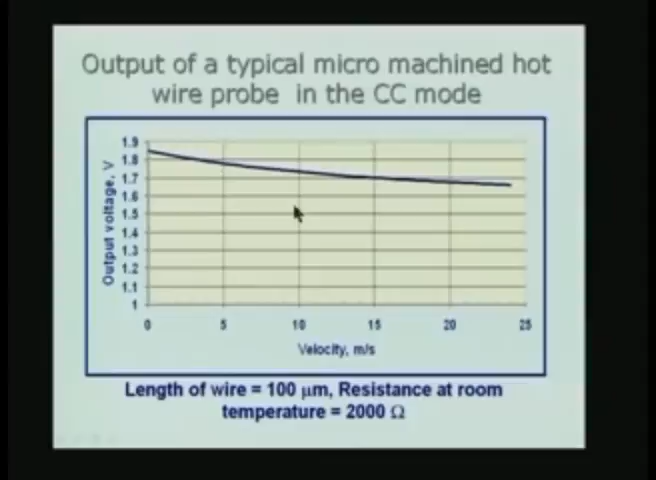 Output of a typical micro machined hot
wire probe in the CC mode
1.9
1.8
1.7
1.6
1.5
1.4
1.3
1.2
1.1
1
Output voltage, V
0 5 10 15 20 25
Velocity, m/s
Length of wire = 100 μm, Resistance at room
temperature = 2000 Ω